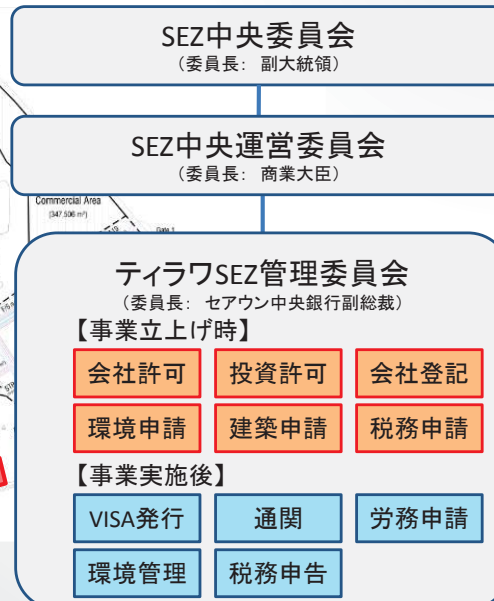 SEZ中央委員会
（委員長： 副大統領）
SEZ中央運営委員会
（委員長： 商業大臣）
Commercial Area
(347,506 m²)
Gate 1
ティラワSEZ管理委員会
（委員長： セアウン中央銀行副総裁）
【事業立上げ時】
会社許可 投資許可 会社登記
環境申請 建築申請 税務申請
【事業実施後】
VISA発行 通関 労務申請
環境管理 税務申告